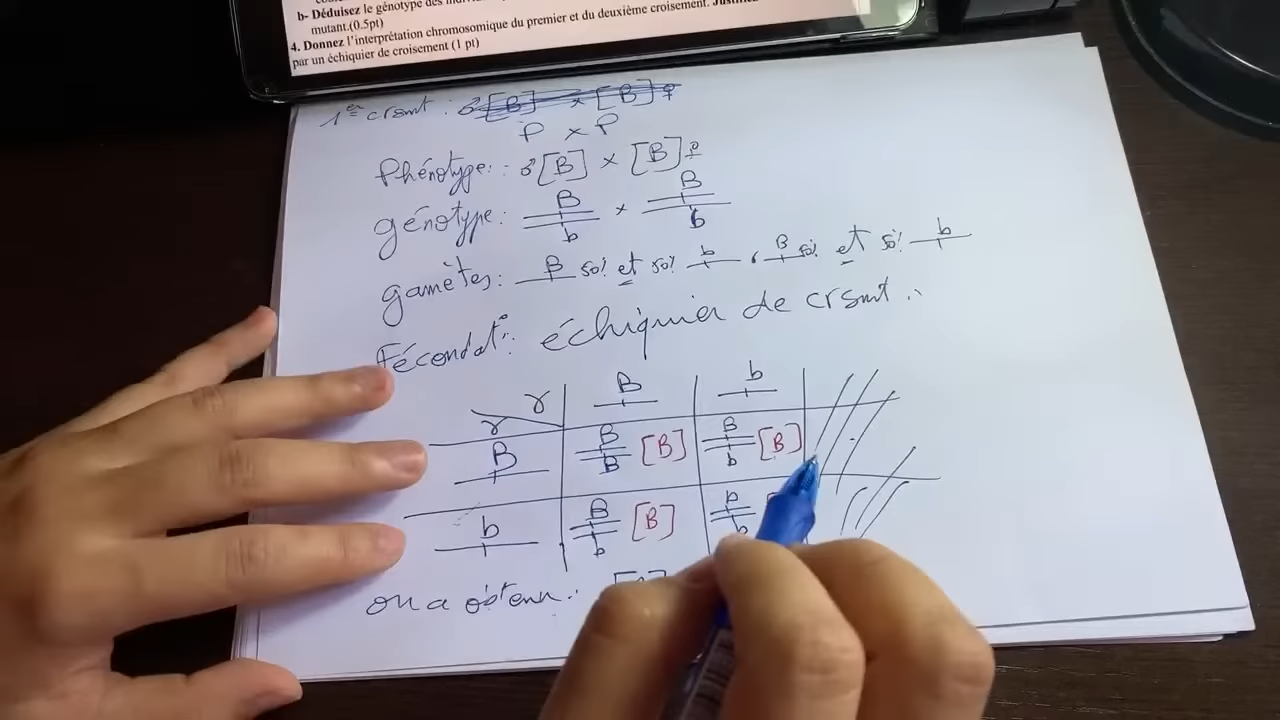 b- Déduisez le génotype des
mutant.(0.5pt)
4. Donnez l'interprétation chromosomique du premier et du deuxième croisement.
par un échiquier de croisement (1 pt)
1er crsmt : ♂[B] × [B]♀
P × P
Phénotype : ♂[B] × [B]♀
génotype : B × B
b b
gamètes : B 50% et 50% b , B 50% et 50% b
Fécondat° : échiquier de crsmt :
γ B b
γ
B B [B] B [B]
B b
b B [B] b
b b
on a obtenu :